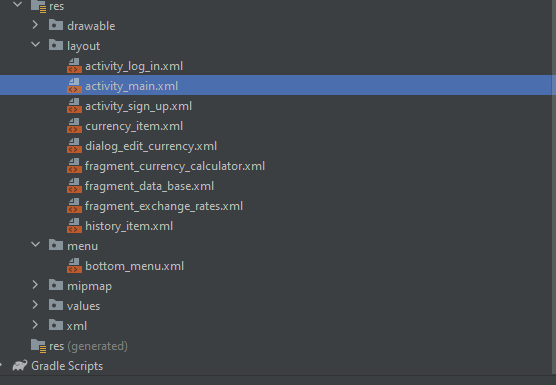 res
drawable
layout
activity_log_in.xml
activity_main.xml
activity_sign_up.xml
currency_item.xml
dialog_edit_currency.xml
fragment_currency_calculator.xml
fragment_data_base.xml
fragment_exchange_rates.xml
history_item.xml
menu
bottom_menu.xml
mipmap
values
xml
res (generated)
Gradle Scripts